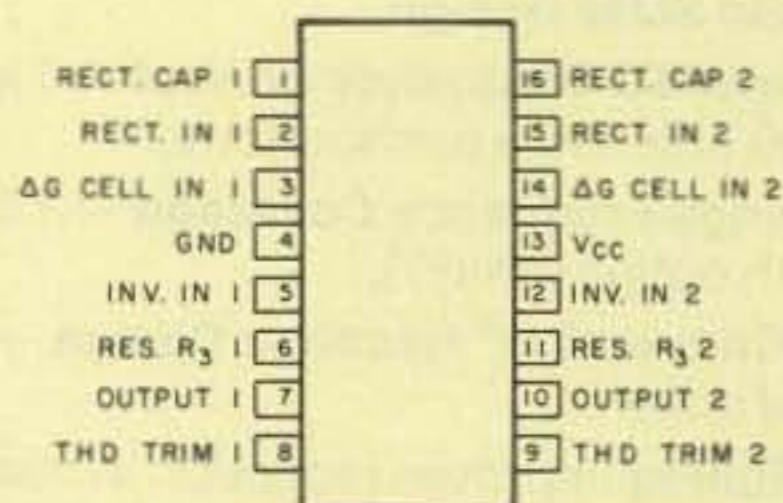 RECT. CAP 1 1 16 RECT. CAP 2
RECT. IN 1 2 15 RECT. IN 2
ΔG CELL IN 1 3 14 ΔG CELL IN 2
GND 4 13 VCC
INV. IN 1 5 12 INV. IN 2
RES. R3 1 6 11 RES. R3 2
OUTPUT 1 7 10 OUTPUT 2
THD TRIM 1 8 9 THD TRIM 2